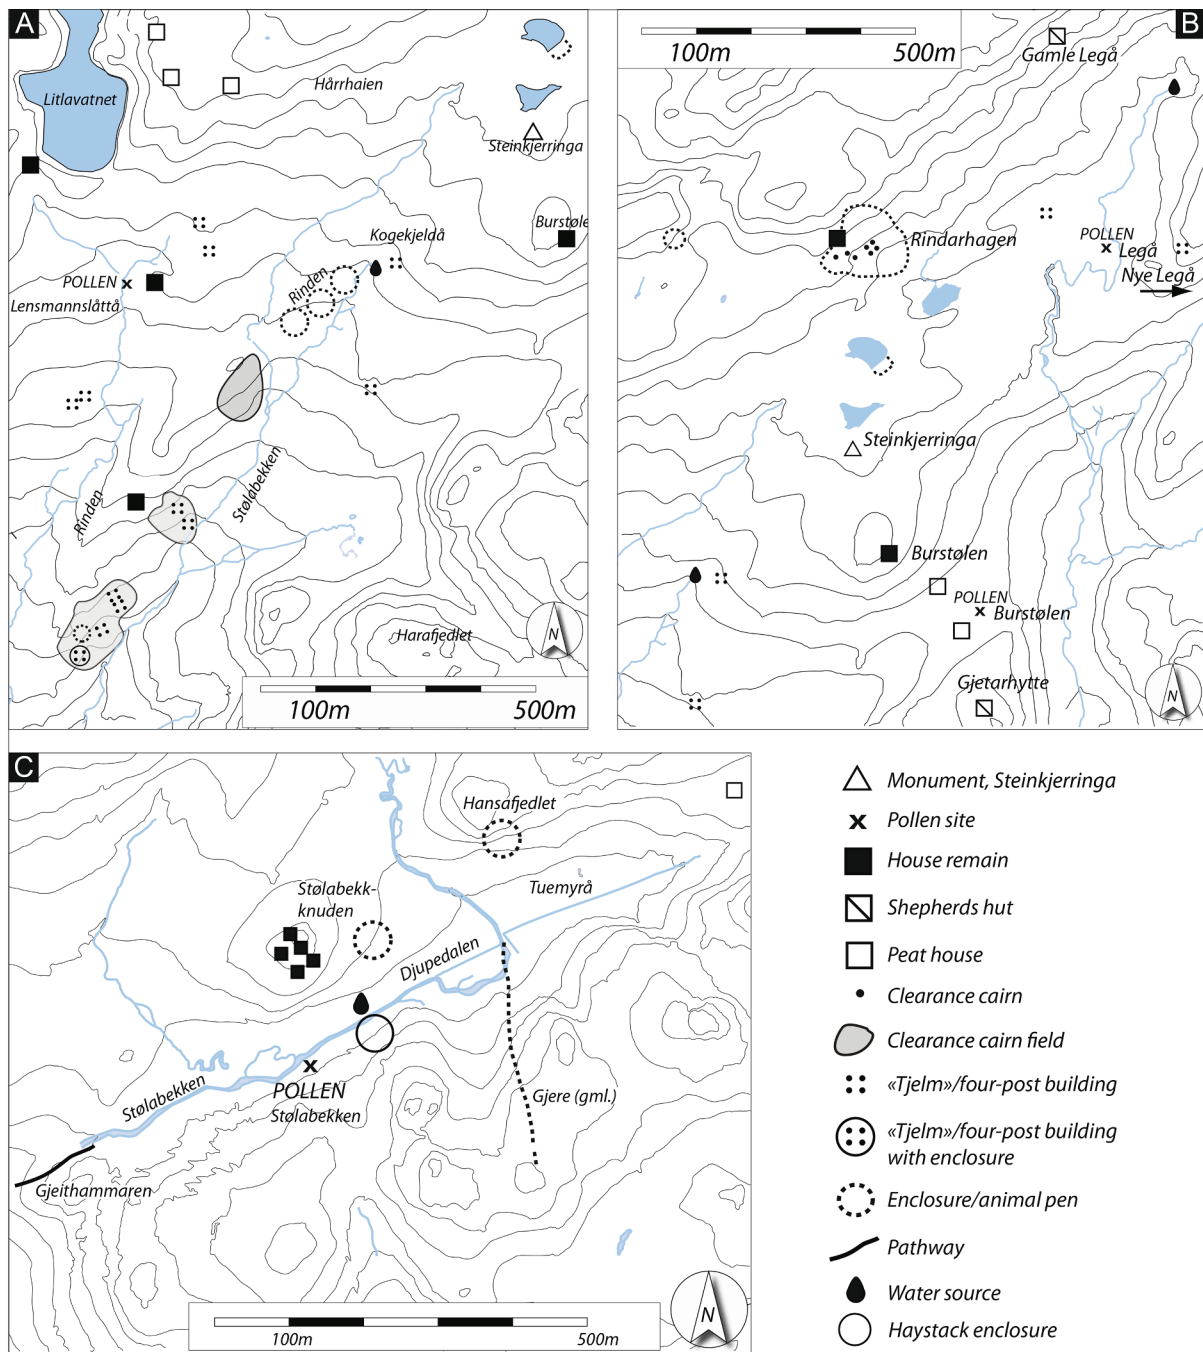 A
Litlavatnet
Hårrhaien
Steinkjerringa
Burstøle
Kogekjeldå
Rinden
POLLEN
Lensmannslåttå
Stølabekken
Rinden
Harafjedlet
N
100m 500m
B
100m 500m
Gamle Legå
Rindarhagen
POLLEN
Legå
Nye Legå
Steinkjerringa
Burstølen
POLLEN
Burstølen
Gjetarhytte
N
C
Hansafjedlet
Stølabekk-
knuden
Tuemyrå
Djupedalen
Gjere (gml.)
POLLEN
Stølabekken
Stølabekken
Gjeithammaren
N
100m 500m
Monument, Steinkjerringa
x Pollen site
House remain
Shepherds hut
Peat house
Clearance cairn
Clearance cairn field
«Tjelm»/four-post building
«Tjelm»/four-post building
with enclosure
Enclosure/animal pen
Pathway
Water source
Haystack enclosure